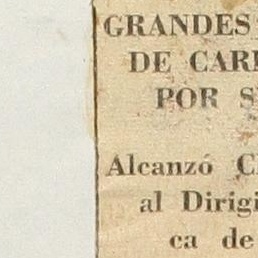 GRANDES
DE CAR
POR S
Alcanzó C
al Dirigi
ca de